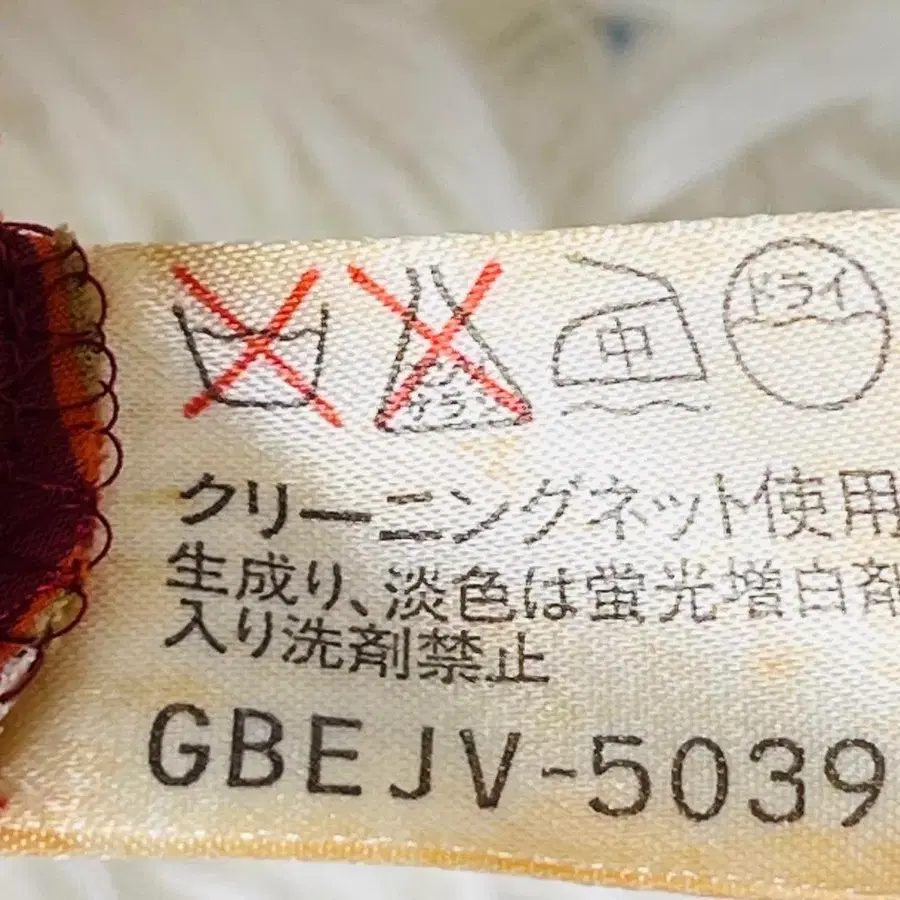 中 ドライ
クリーニングネット使用
生成り、淡色は蛍光増白剤
入り洗剤禁止
GBEJV-5039